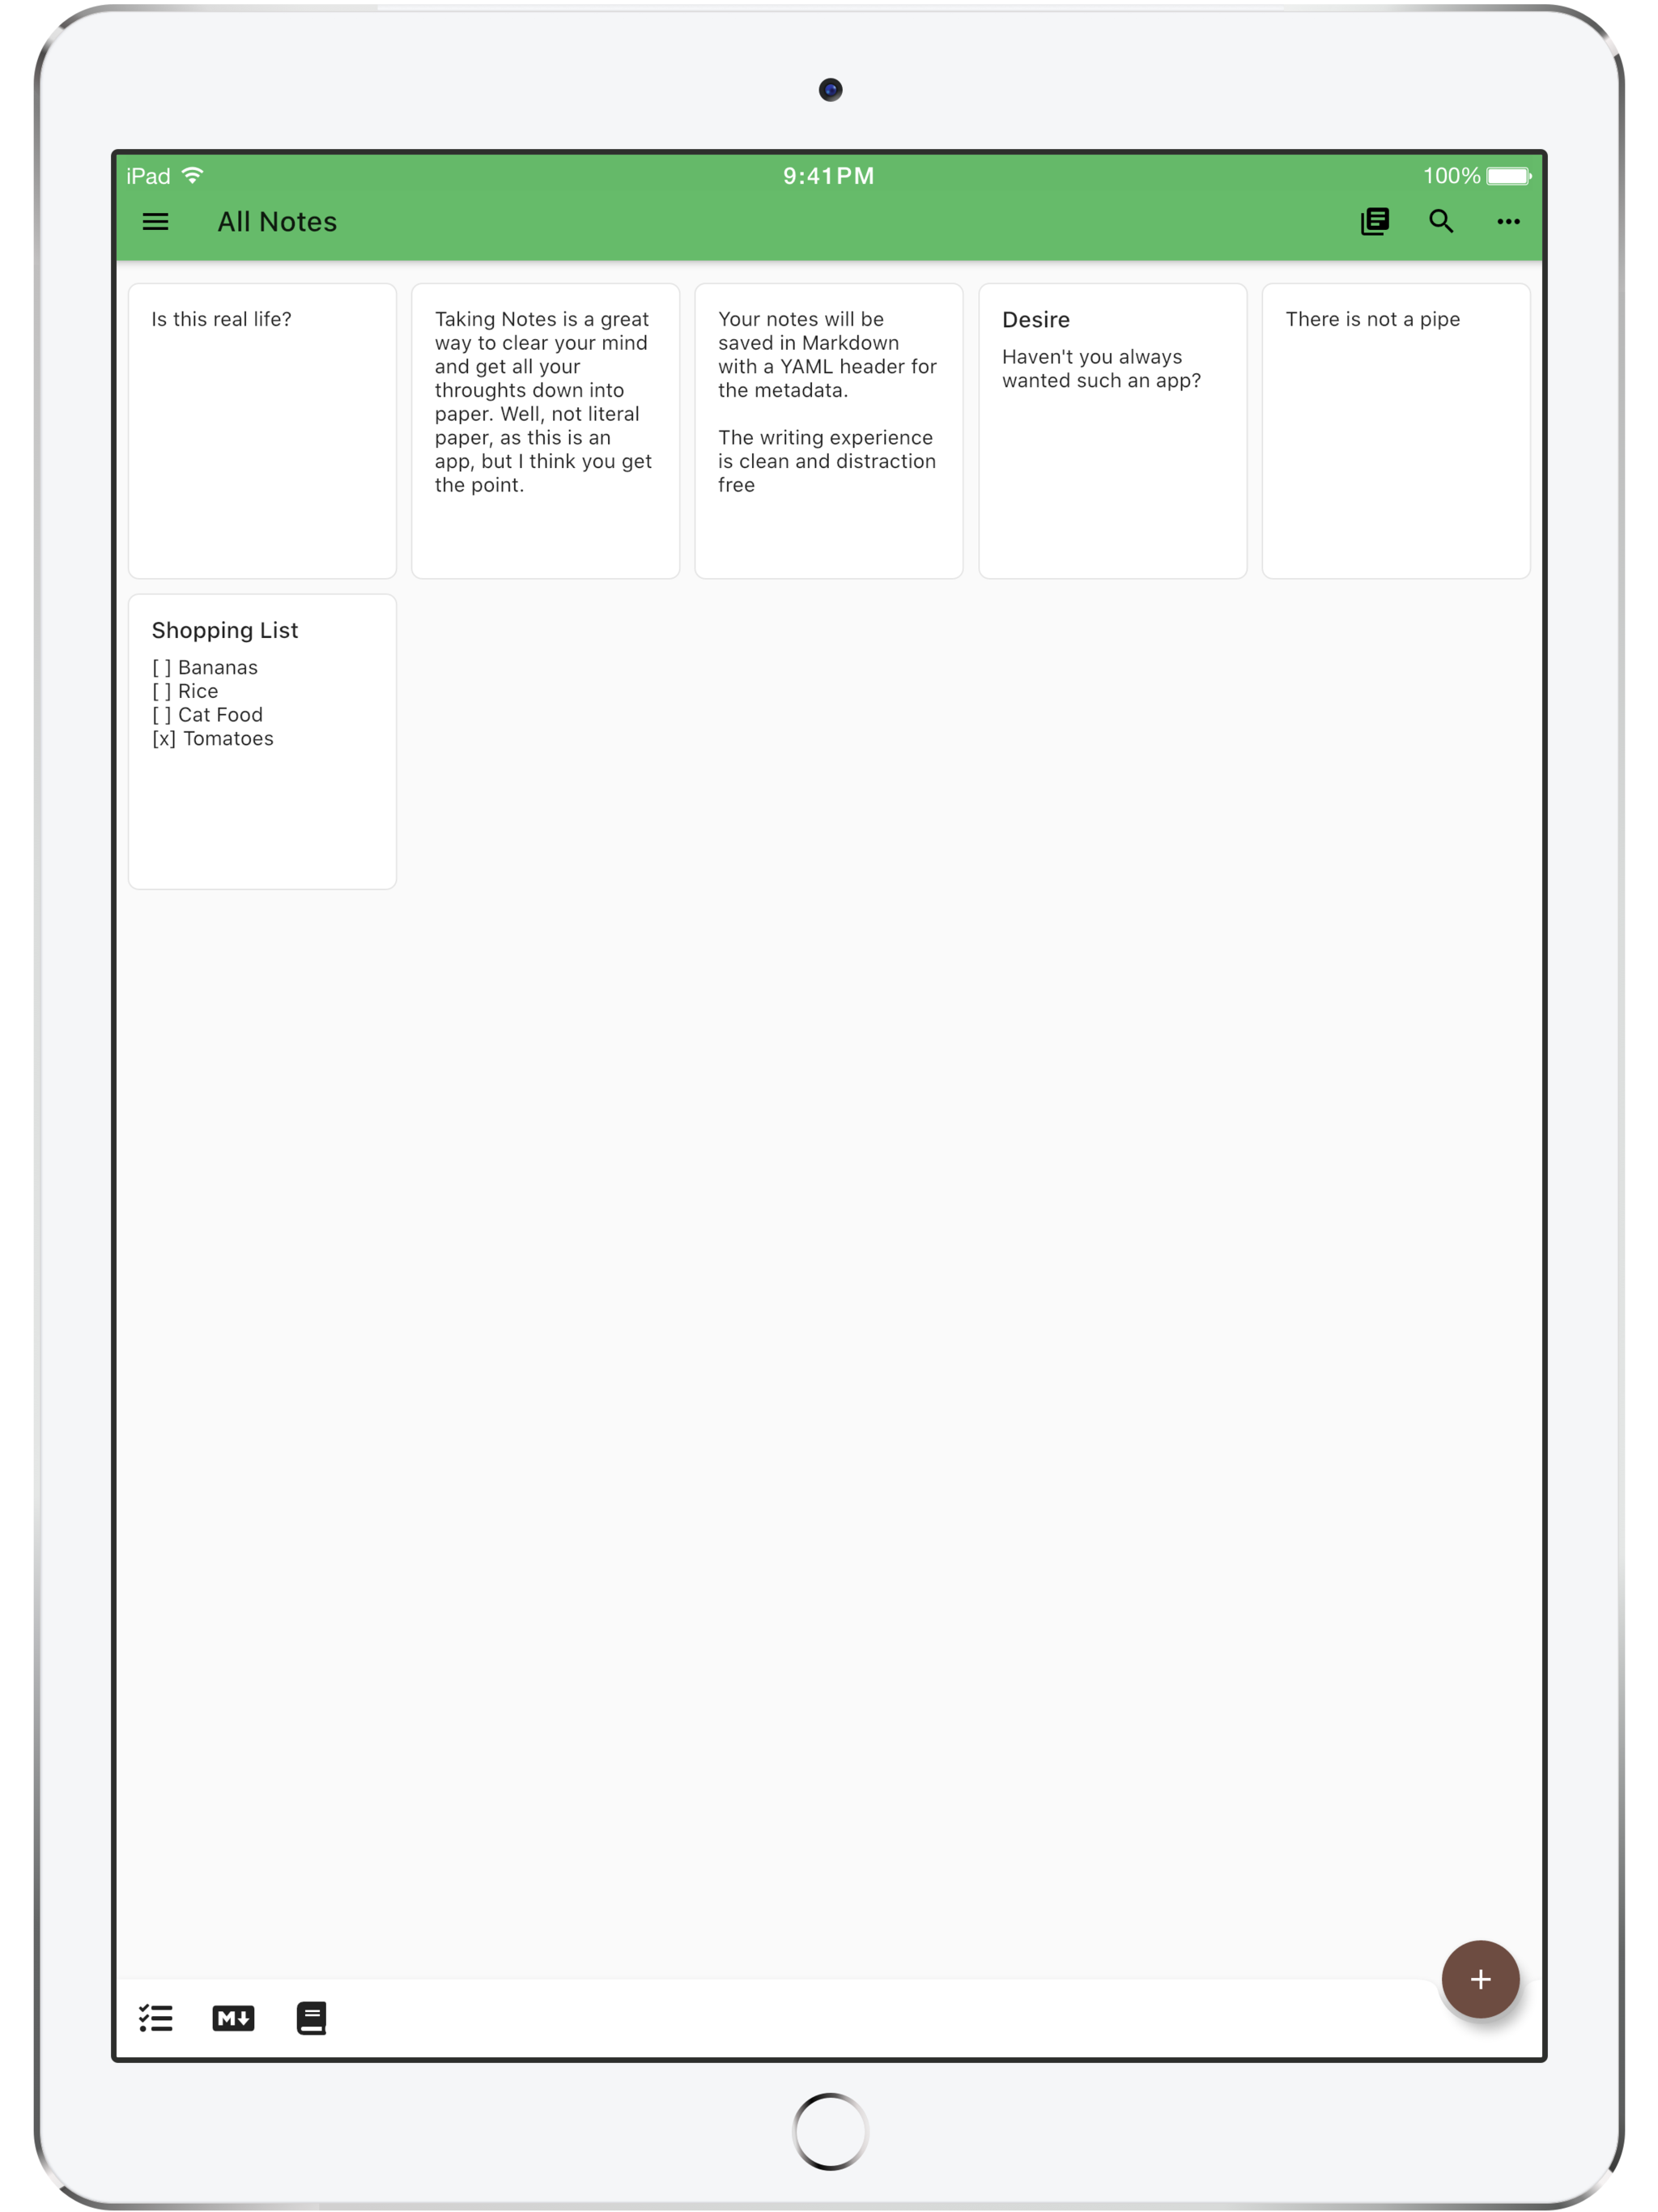 iPad
9:41PM
100%
All Notes
Is this real life?
Taking Notes is a great
way to clear your mind
and get all your
throughts down into
paper. Well, not literal
paper, as this is an
app, but I think you get
the point.
Your notes will be
saved in Markdown
with a YAML header for
the metadata.
The writing experience
is clean and distraction
free
Desire
Haven't you always
wanted such an app?
There is not a pipe
Shopping List
[ ] Bananas
[ ] Rice
[ ] Cat Food
[x] Tomatoes
M